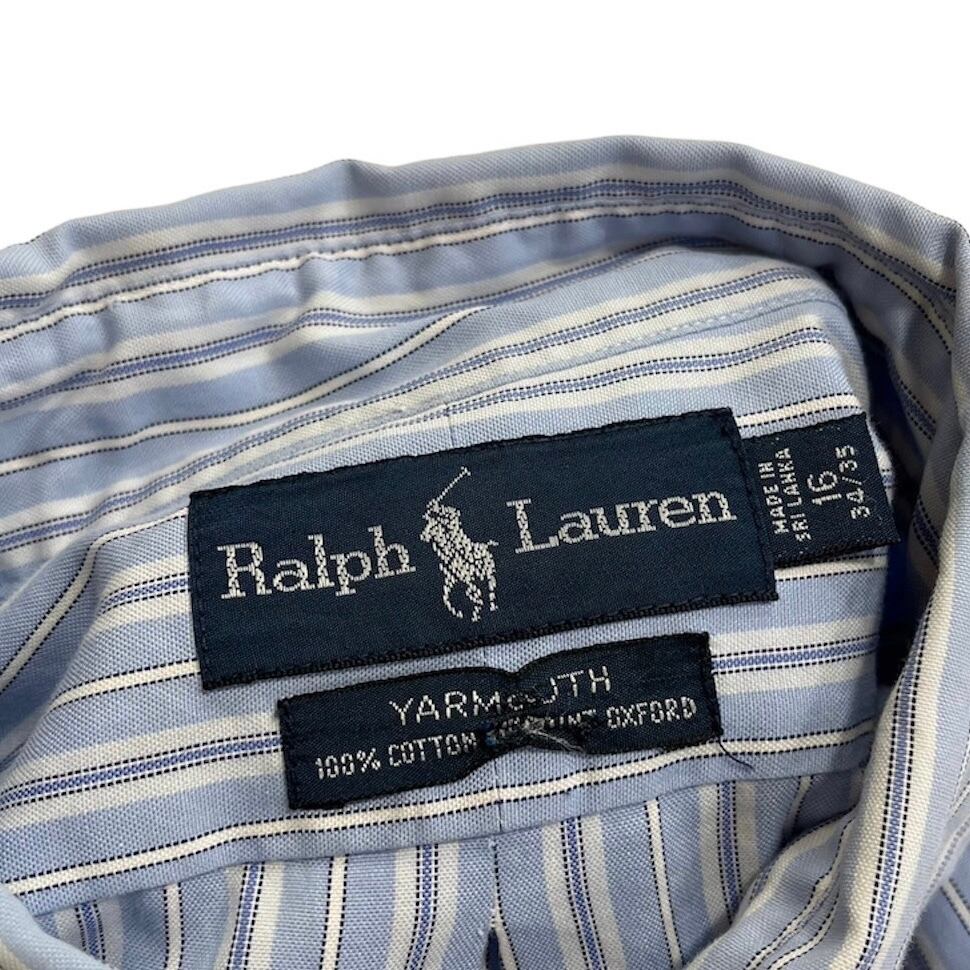 Ralph Lauren
MADE IN
SRI LANKA
16
34/35
YARMOUTH
100% COTTON OXFORD